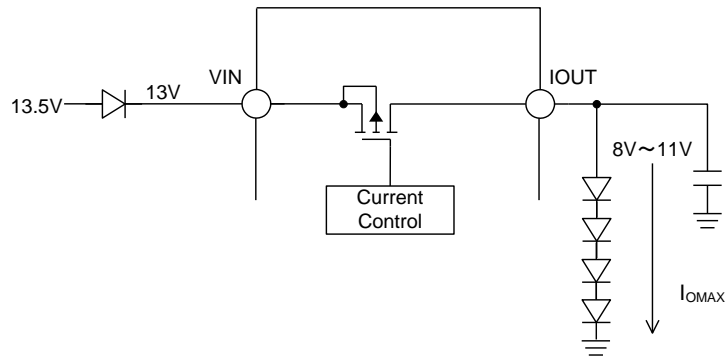 VIN
IOUT
13.5V
13V
8V～11V
Current
Control
IOMAX